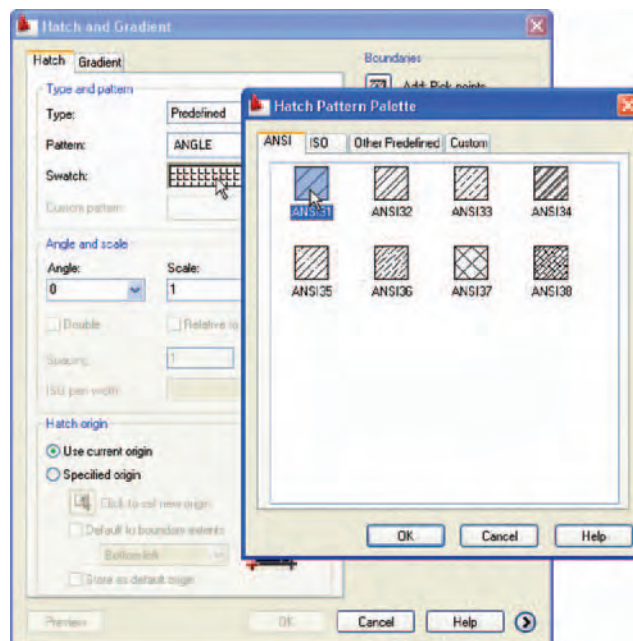 Hatch and Gradient
Hatch Gradient
Type and pattern
Type: Predefined
Pattern: ANGLE
Swatch:
Custom pattern:
Angle and scale
Angle: Scale:
0 1
Double Relative to
Spacing: 1
ISO pen width:
Hatch origin
Use current origin
Specified origin
Click to set new origin
Default to boundary extents
Bottom left
Store as default origin
Preview OK Cancel Help
Boundaries
Add: Pick points
Hatch Pattern Palette
ANSI ISO Other Predefined Custom
ANSI31 ANSI32 ANSI33 ANSI34
ANSI35 ANSI36 ANSI37 ANSI38
OK Cancel Help